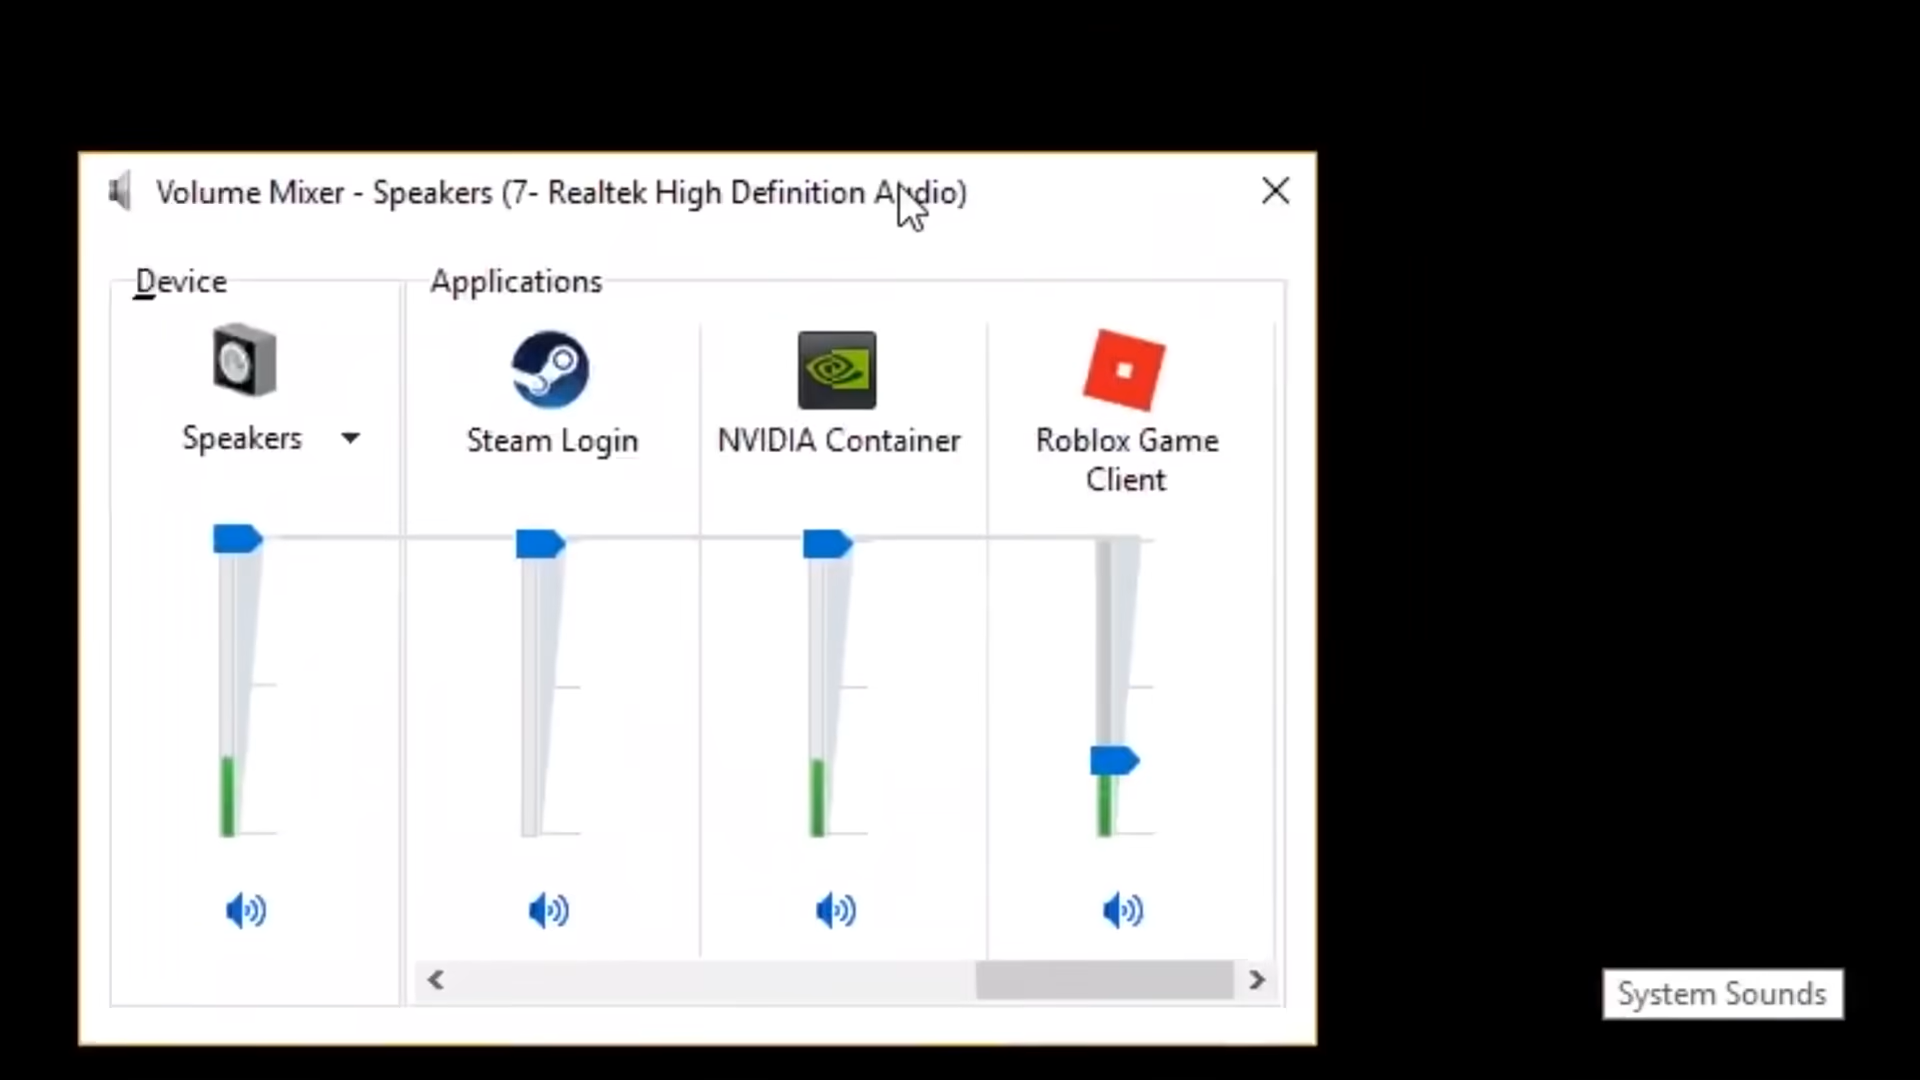 Volume Mixer - Speakers (7- Realtek High Definition Audio)
Device
Applications
Speakers
Steam Login
NVIDIA Container
Roblox Game
Client
System Sounds